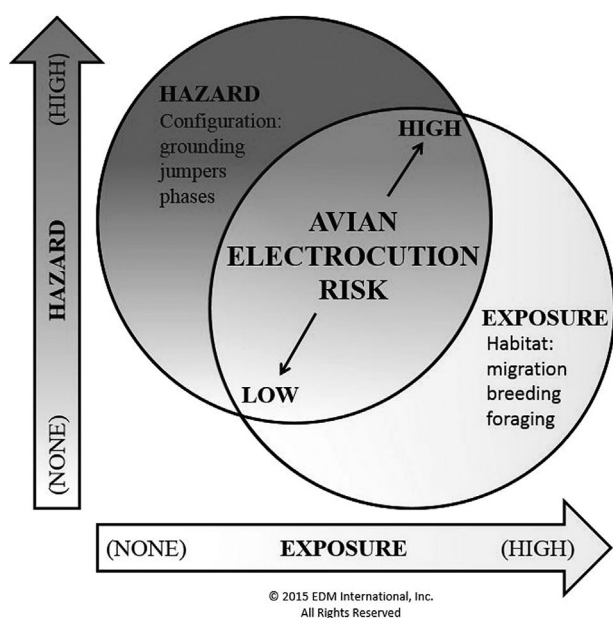 (HIGH)
HAZARD
(NONE)
HAZARD
Configuration:
grounding
jumpers
phases
HIGH
AVIAN
ELECTROCUTION
RISK
LOW
EXPOSURE
Habitat:
migration
breeding
foraging
(NONE) EXPOSURE (HIGH)
© 2015 EDM International, Inc.
All Rights Reserved